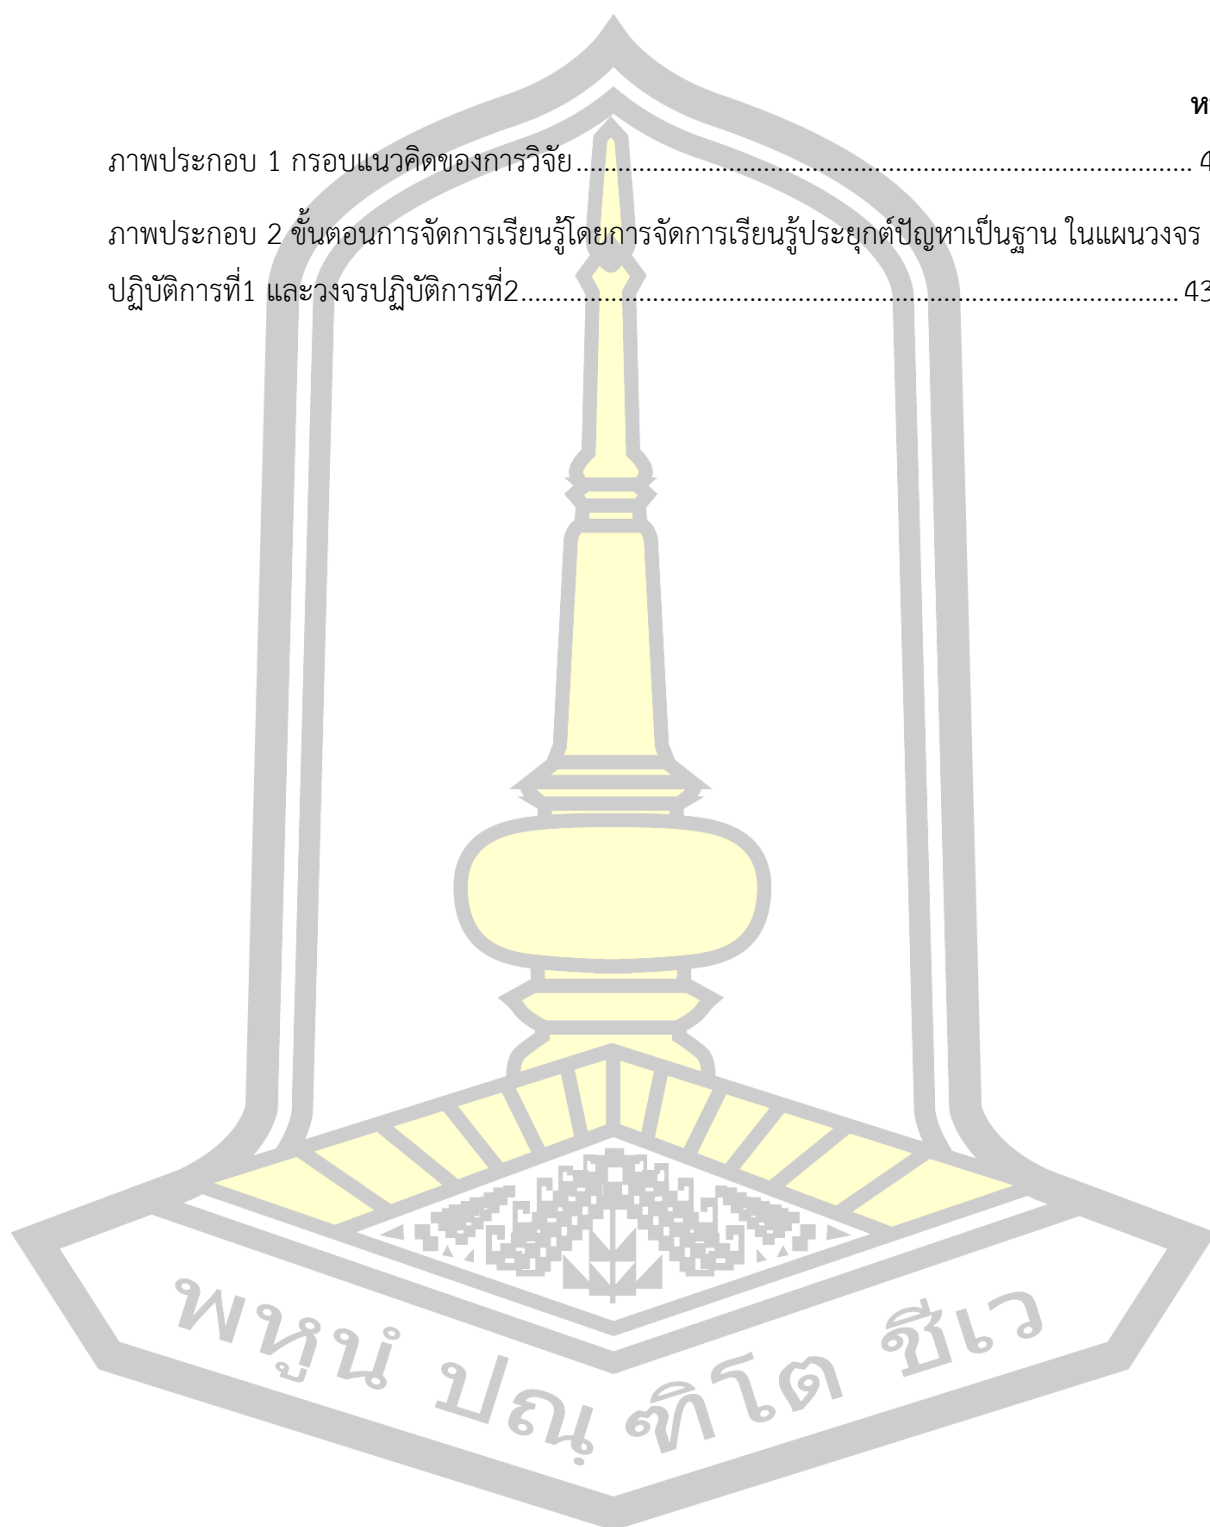 ภาพประกอบ 1 กรอบแนวคิดของการวิจัย......................................................................................... 4
ภาพประกอบ 2 ขั้นตอนการจัดการเรียนรู้โดยการจัดการเรียนรู้ประยุกต์ปัญหาเป็นฐาน ในแผนวงจร
ปฏิบัติการที่1 และวงจรปฏิบัติการที่2............................................................................................... 43
พหูนํ ปณฺ ฑิโต ชีเว